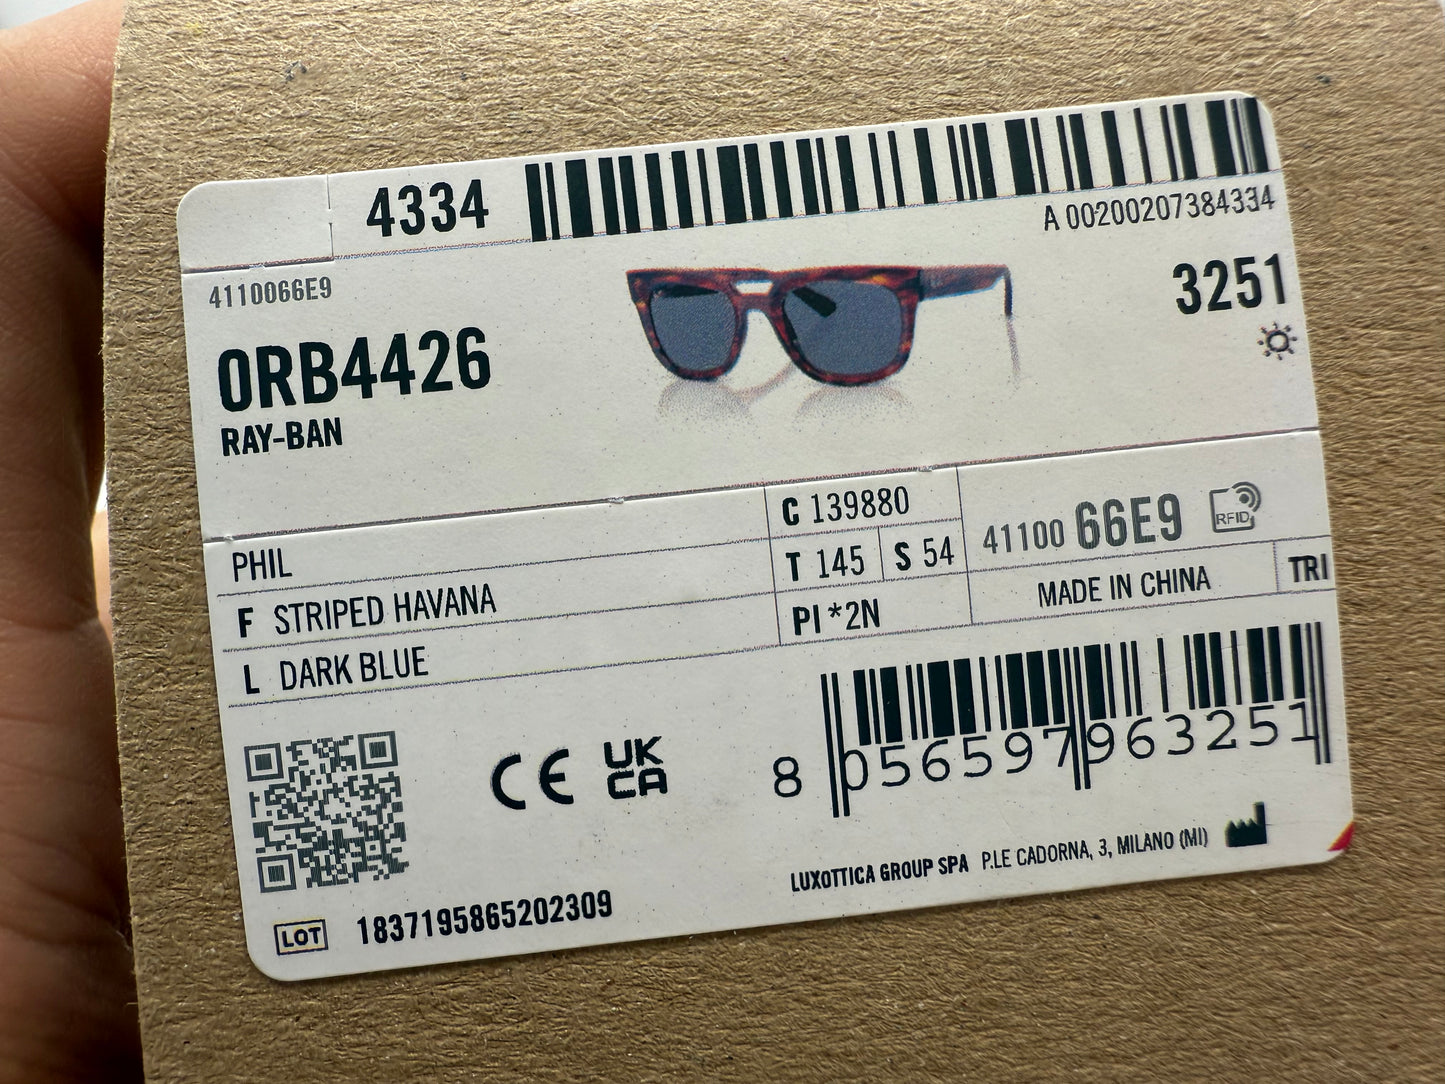 4334
A 00200207384334
4110066E9
3251
0RB4426
RAY-BAN
PHIL
C 139880
41100 66E9
RFID
F STRIPED HAVANA
T 145 S 54
MADE IN CHINA
TRI
L DARK BLUE
PI *2N
CE
UK
CA
8 056597 963251
LUXOTTICA GROUP SPA P.LE CADORNA, 3, MILANO (MI)
LOT 1837195865202309